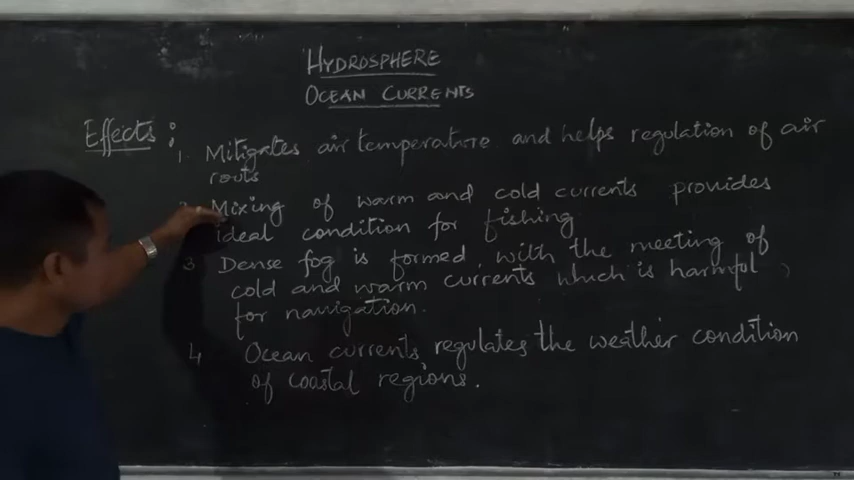 HYDROSPHERE
OCEAN CURRENTS
Effects :
1. Mitigates air temperature and helps regulation of air
routs
2. Mixing of warm and cold currents provides
ideal condition for fishing
3 Dense fog is formed with the meeting of
cold and warm currents which is harmful
for navigation.
4 Ocean currents regulates the weather condition
of coastal regions.